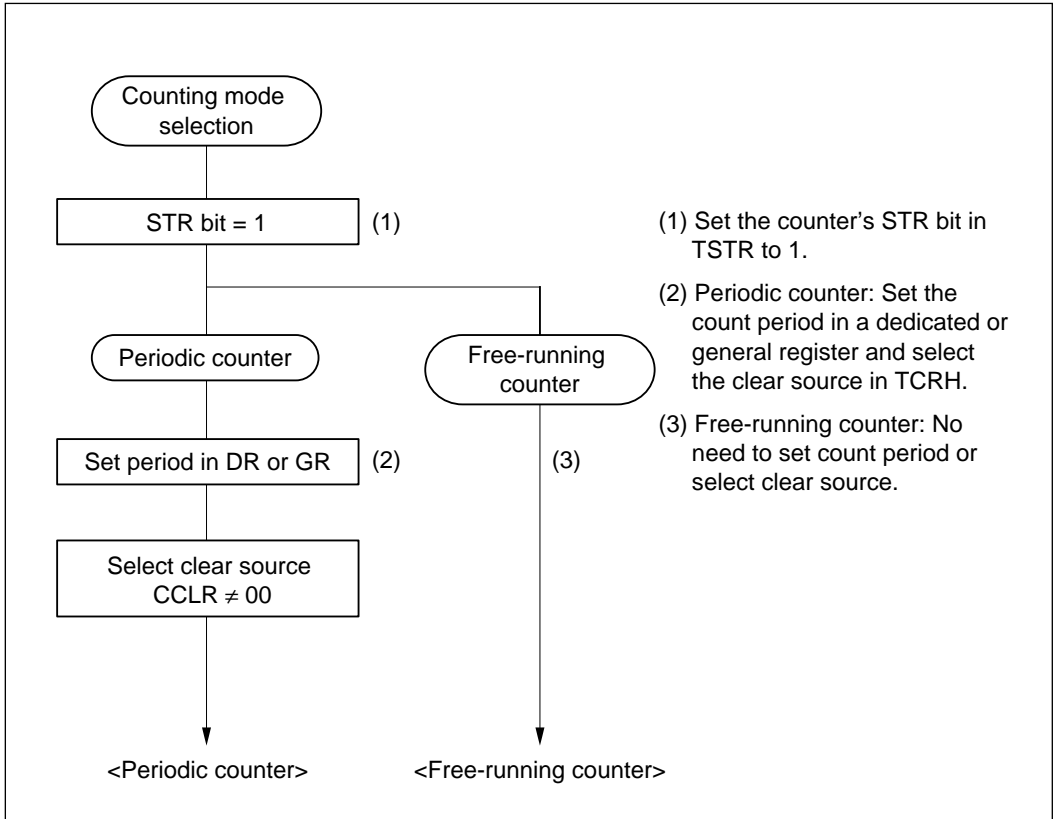 Counting mode
selection
STR bit = 1
(1)
Periodic counter
Free-running
counter
Set period in DR or GR
(2)
(3)
Select clear source
CCLR ≠ 00
<Periodic counter>
<Free-running counter>
(1) Set the counter's STR bit in
TSTR to 1.
(2) Periodic counter: Set the
count period in a dedicated or
general register and select
the clear source in TCRH.
(3) Free-running counter: No
need to set count period or
select clear source.